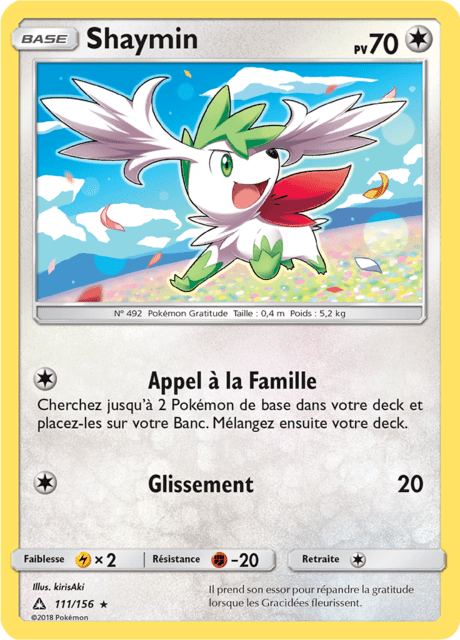 BASE Shaymin PV 70
N° 492 Pokémon Gratitude Taille : 0,4 m Poids : 5,2 kg
Appel à la Famille
Cherchez jusqu'à 2 Pokémon de base dans votre deck et
placez-les sur votre Banc. Mélangez ensuite votre deck.
Glissement 20
Faiblesse ×2 Résistance -20 Retraite
Illus. kirisAki
111/156 ★
©2018 Pokémon
Il prend son essor pour répandre la gratitude
lorsque les Gracidées fleurissent.